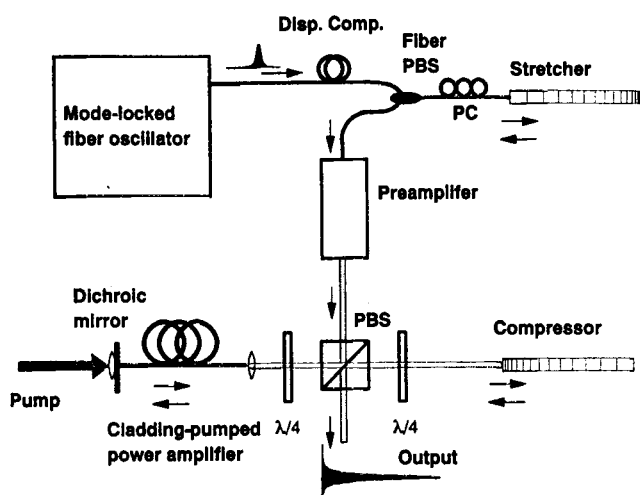 Disp. Comp.
Fiber
PBS
Stretcher
Mode-locked
fiber oscillator
PC
Preamplifer
Dichroic
mirror
PBS
Compressor
Pump
λ/4
λ/4
Cladding-pumped
power amplifier
Output